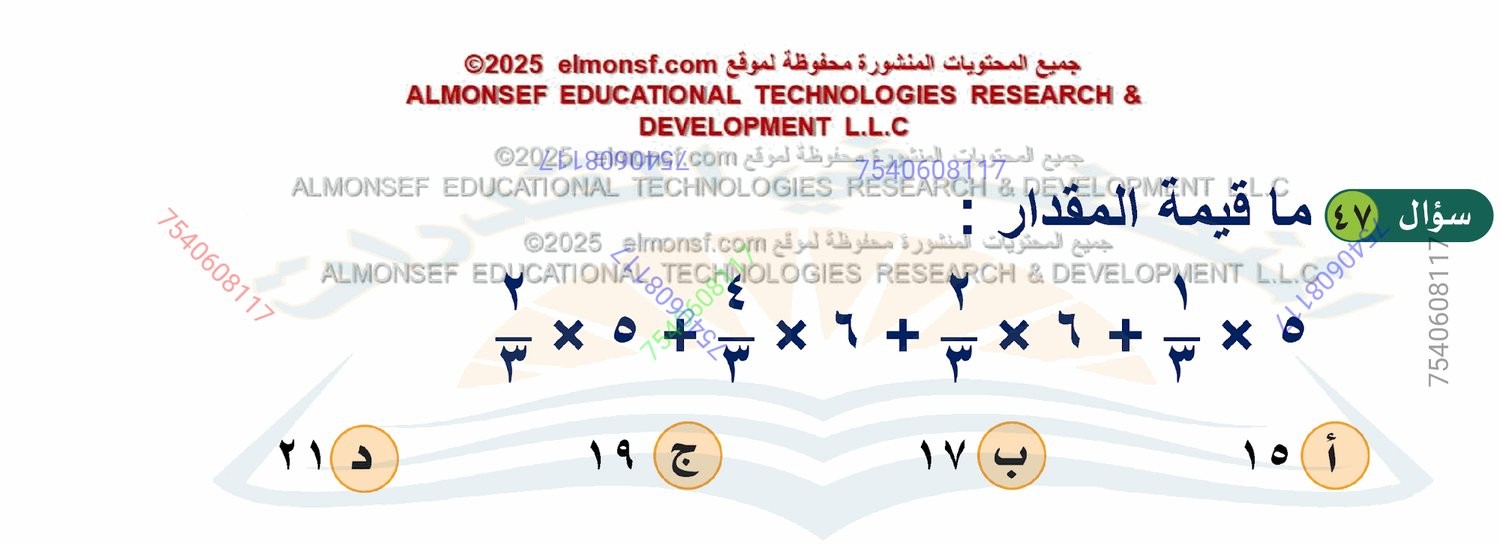 جميع المحتويات المنشورة محفوظة لموقع elmonsf.com ©2025
ALMONSEF EDUCATIONAL TECHNOLOGIES RESEARCH &
DEVELOPMENT L.L.C
جميع المحتويات المنشورة محفوظة لموقع elmonsf.com ©2025
7540608117
7540608117
ALMONSEF EDUCATIONAL TECHNOLOGIES RESEARCH & DEVELOPMENT L.L.C
سؤال ٤٧ ما قيمة المقدار :
جميع المحتويات المنشورة محفوظة لموقع elmonsf.com ©2025
ALMONSEF EDUCATIONAL TECHNOLOGIES RESEARCH & DEVELOPMENT L.L.C
7540608117
7540608117
7540608117
7540608117
7540608117
٥ × ١/٣ + ٦ × ٢/٣ + ٦ × ٤/٣ + ٥ × ٢/٣
أ ١٥ ب ١٧ ج ١٩ د ٢١